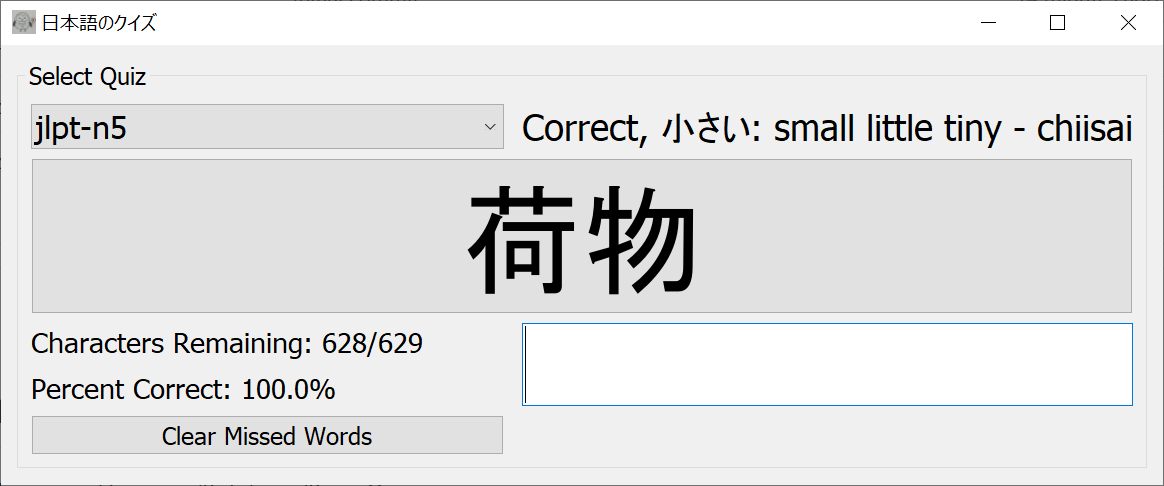 日本語のクイズ
Select Quiz
jlpt-n5
Correct, 小さい: small little tiny - chiisai
荷物
Characters Remaining: 628/629
Percent Correct: 100.0%
Clear Missed Words